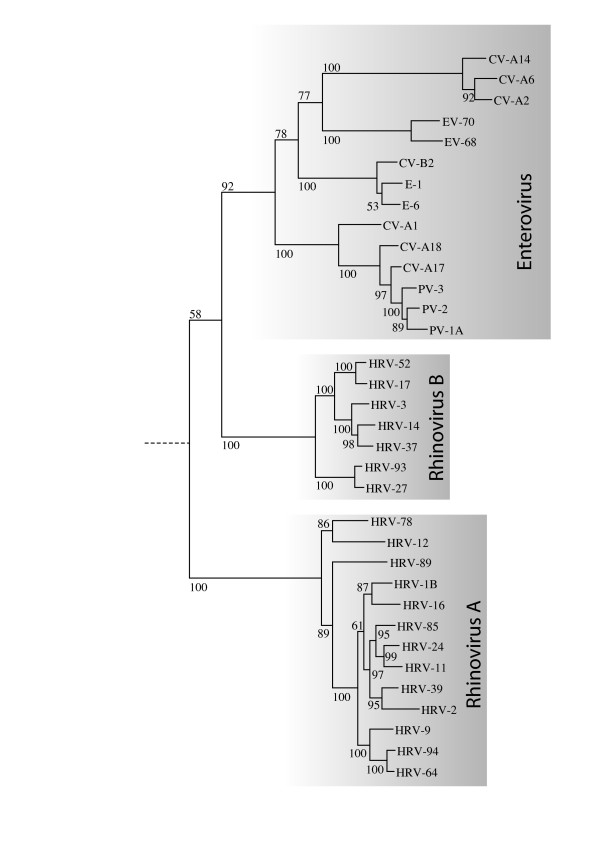 100
CV-A14
CV-A6
92
CV-A2
77
EV-70
100
EV-68
78
CV-B2
100
E-1
53
E-6
92
CV-A1
100
CV-A18
100
CV-A17
97
PV-3
100
PV-2
89
PV-1A
Enterovirus
58
HRV-52
100
HRV-17
100
HRV-3
100
HRV-14
98
HRV-37
100
HRV-93
100
HRV-27
Rhinovirus B
HRV-78
86
HRV-12
HRV-89
100
HRV-1B
87
HRV-16
89
61
HRV-85
95
HRV-24
99
HRV-11
97
HRV-39
100
95
HRV-2
HRV-9
100
HRV-94
100
HRV-64
Rhinovirus A